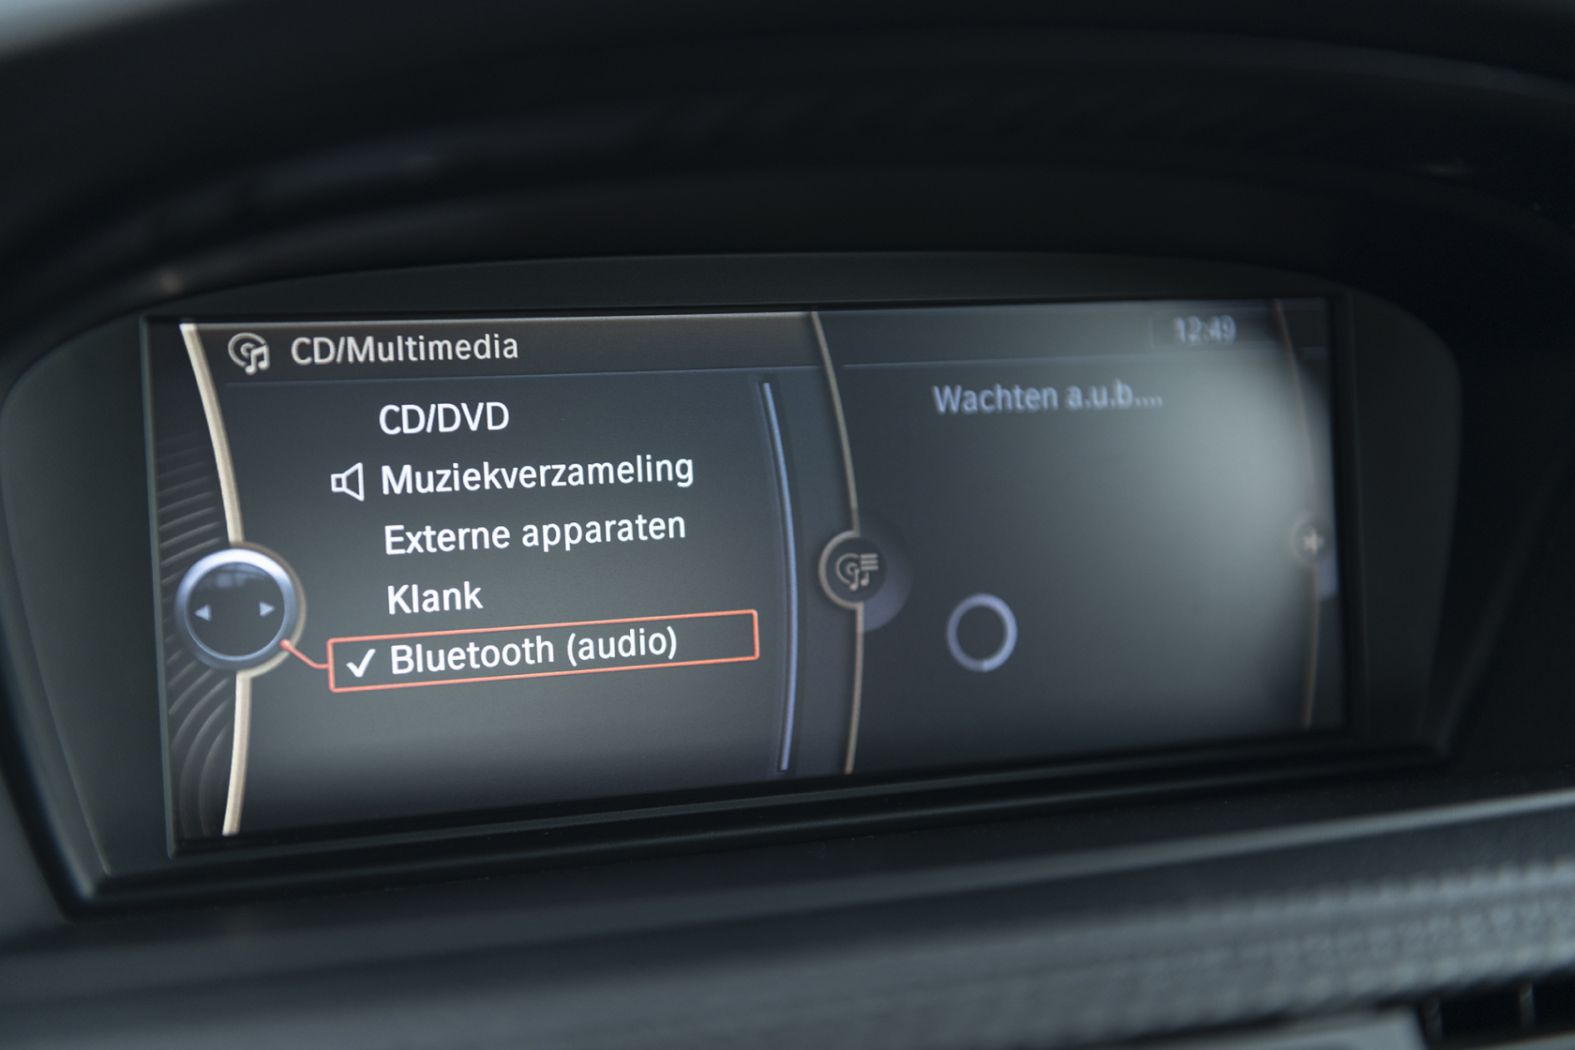 CD/Multimedia
12:49
CD/DVD
Muziekverzameling
Externe apparaten
Klank
Bluetooth (audio)
Wachten a.u.b....